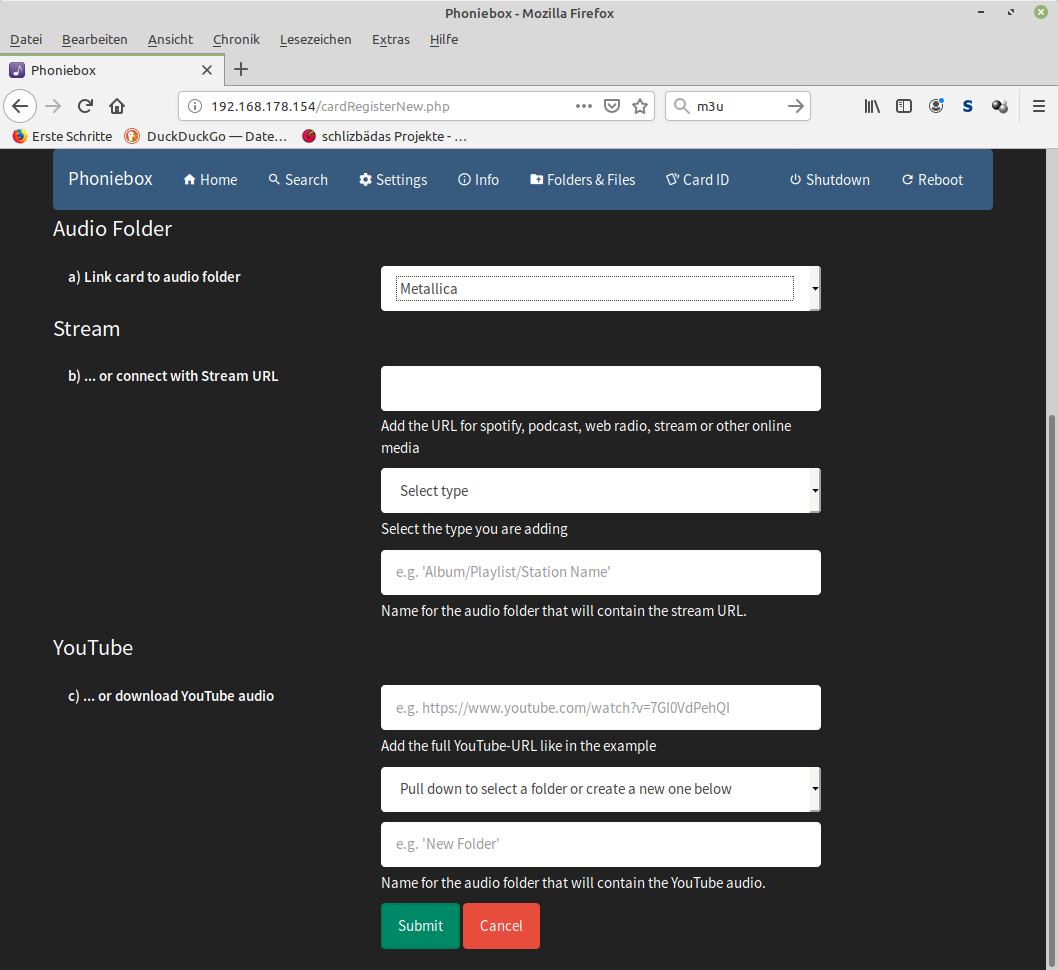 Phoniebox - Mozilla Firefox
Datei Bearbeiten Ansicht Chronik Lesezeichen Extras Hilfe
Phoniebox
192.168.178.154/cardRegisterNew.php
m3u
S
Erste Schritte DuckDuckGo — Date… schlizbädas Projekte - …
Phoniebox Home Search Settings Info Folders & Files Card ID Shutdown Reboot
Audio Folder
a) Link card to audio folder
Metallica
Stream
b) ... or connect with Stream URL
Add the URL for spotify, podcast, web radio, stream or other online
media
Select type
Select the type you are adding
e.g. 'Album/Playlist/Station Name'
Name for the audio folder that will contain the stream URL.
YouTube
c) ... or download YouTube audio
e.g. https://www.youtube.com/watch?v=7GI0VdPehQI
Add the full YouTube-URL like in the example
Pull down to select a folder or create a new one below
e.g. 'New Folder'
Name for the audio folder that will contain the YouTube audio.
Submit Cancel